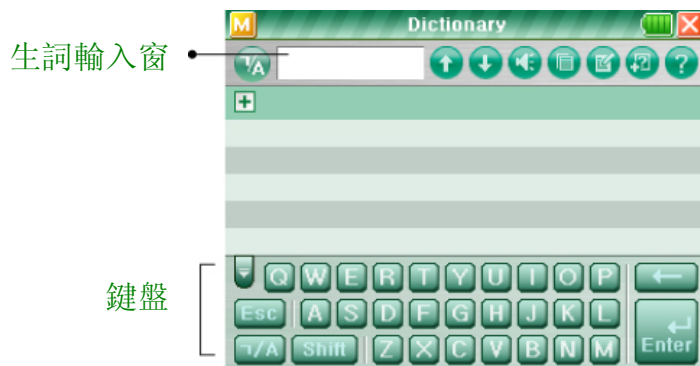 M Dictionary
生詞輸入窗
ㄱ/A ?
鍵盤
Q W E R T Y U I O P
Esc A S D F G H J K L
ㄱ/A Shift Z X C V B N M Enter